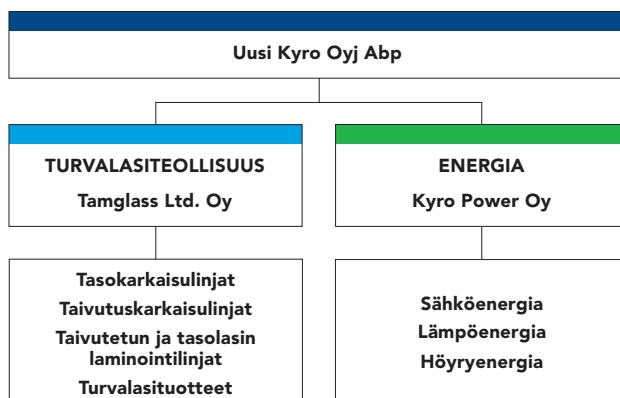 Uusi Kyro Oyj Abp
TURVALASITEOLLISUUS
Tamglass Ltd. Oy
ENERGIA
Kyro Power Oy
Tasokarkaisulinjat
Taivutuskarkaisulinjat
Taivutetun ja tasolasin
laminointilinjat
Turvalasituotteet
Sähköenergia
Lämpöenergia
Höyryenergia